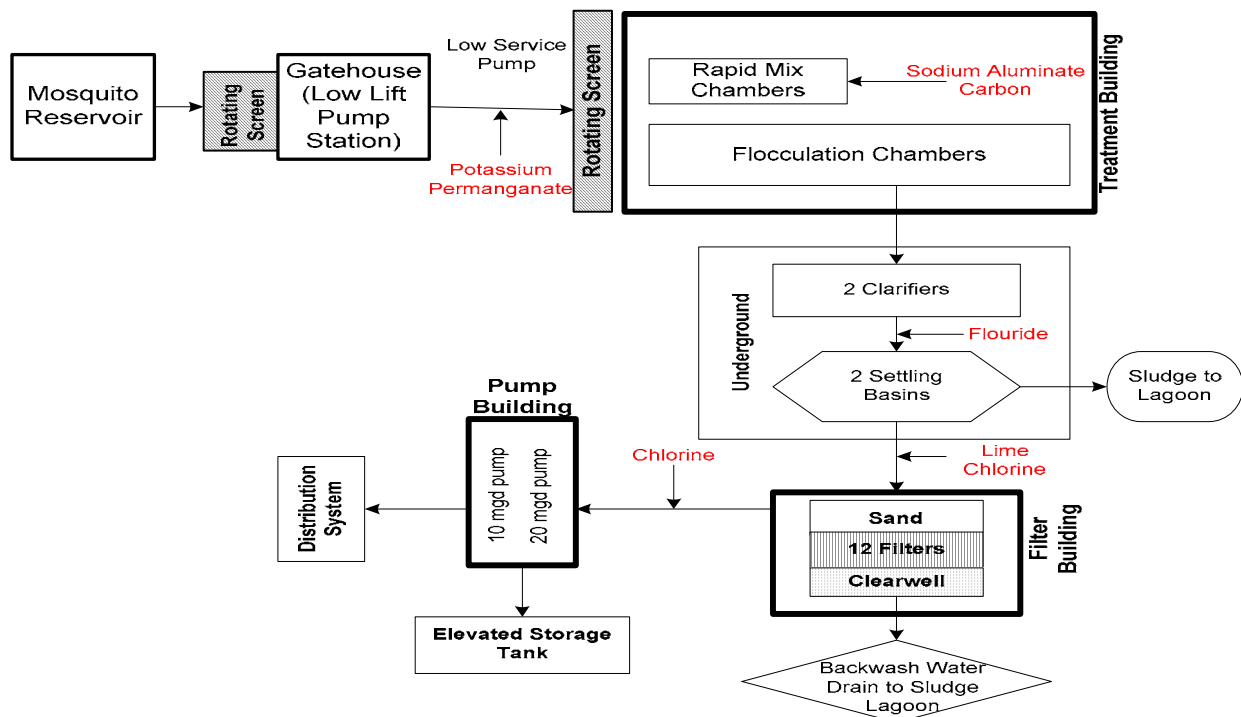 Mosquito
Reservoir
Rotating
Screen
Gatehouse
(Low Lift
Pump
Station)
Low Service
Pump
Potassium
Permanganate
Rotating Screen
Rapid Mix
Chambers
Sodium Aluminate
Carbon
Flocculation Chambers
Treatment Building
Underground
2 Clarifiers
Flouride
2 Settling
Basins
Sludge to
Lagoon
Lime
Chlorine
Filter
Building
Sand
12 Filters
Clearwell
Backwash Water
Drain to Sludge
Lagoon
Chlorine
Pump
Building
10 mgd pump
20 mgd pump
Distribution
System
Elevated Storage
Tank